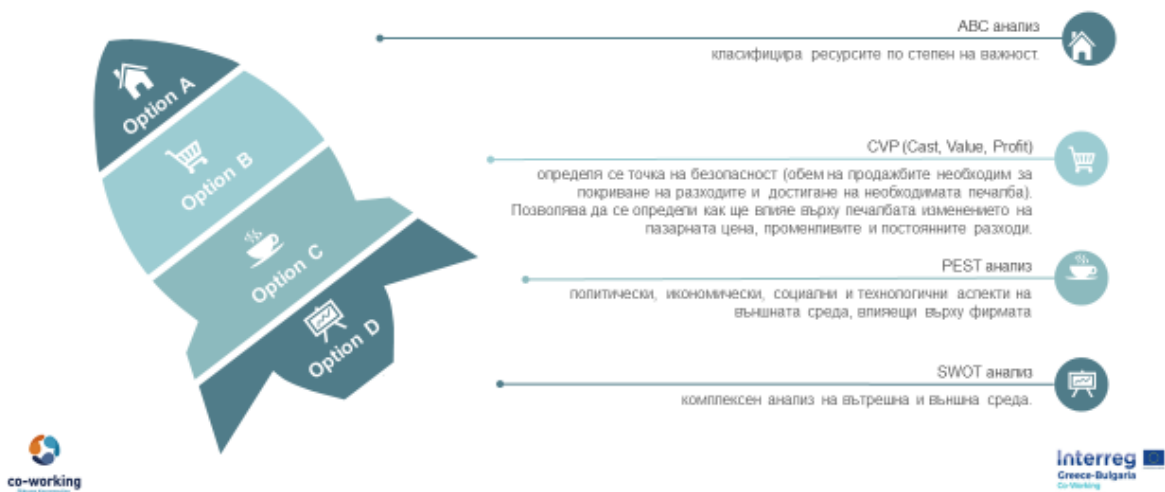 Option A
Option B
Option C
Option D
ABC анализ
класифицира ресурсите по степен на важност.
CVP (Cast, Value, Profit)
определя се точка на безопасност (обем на продажбите необходим за
покриване на разходите и достигане на необходимата печалба).
Позволява да се определи как ще влияе върху печалбата изменението на
пазарната цена, променливите и постоянните разходи.
PEST анализ
политически, икономически, социални и технологични аспекти на
външната среда, влияещи върху фирмата
SWOT анализ
комплексен анализ на вътрешна и външна среда.
co-working
Interreg
Greece-Bulgaria
Co-Working